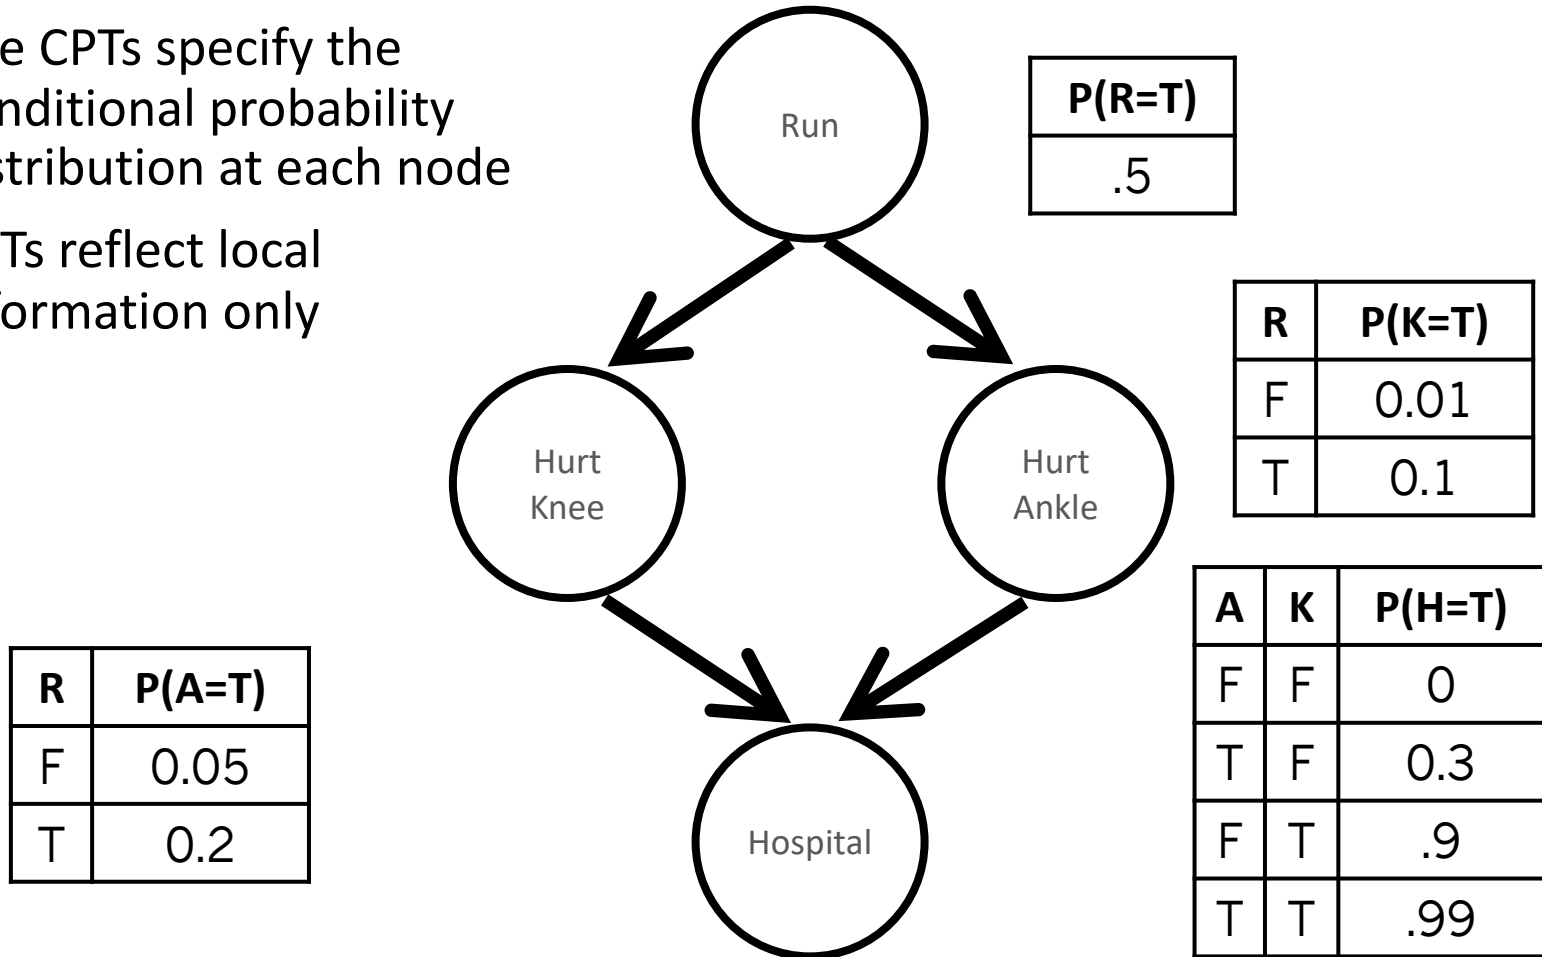 e CPTs specify the
nditional probability
stribution at each node
Ts reflect local
formation only
Run
P(R=T)
.5
R P(K=T)
F 0.01
T 0.1
Hurt
Knee
Hurt
Ankle
A K P(H=T)
F F 0
T F 0.3
F T .9
T T .99
R P(A=T)
F 0.05
T 0.2
Hospital